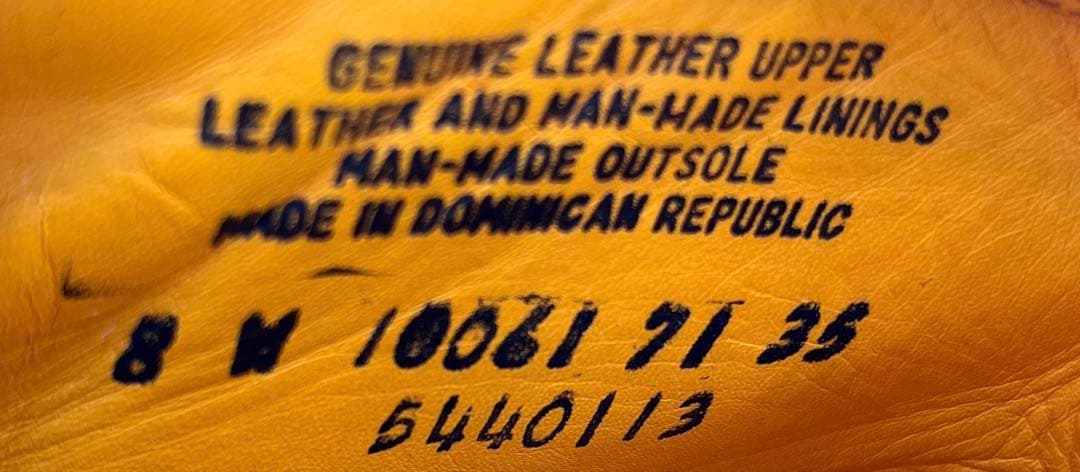 GENUINE LEATHER UPPER
LEATHER AND MAN-MADE LININGS
MAN-MADE OUTSOLE
MADE IN DOMINICAN REPUBLIC
8 10061 71 35
5440113